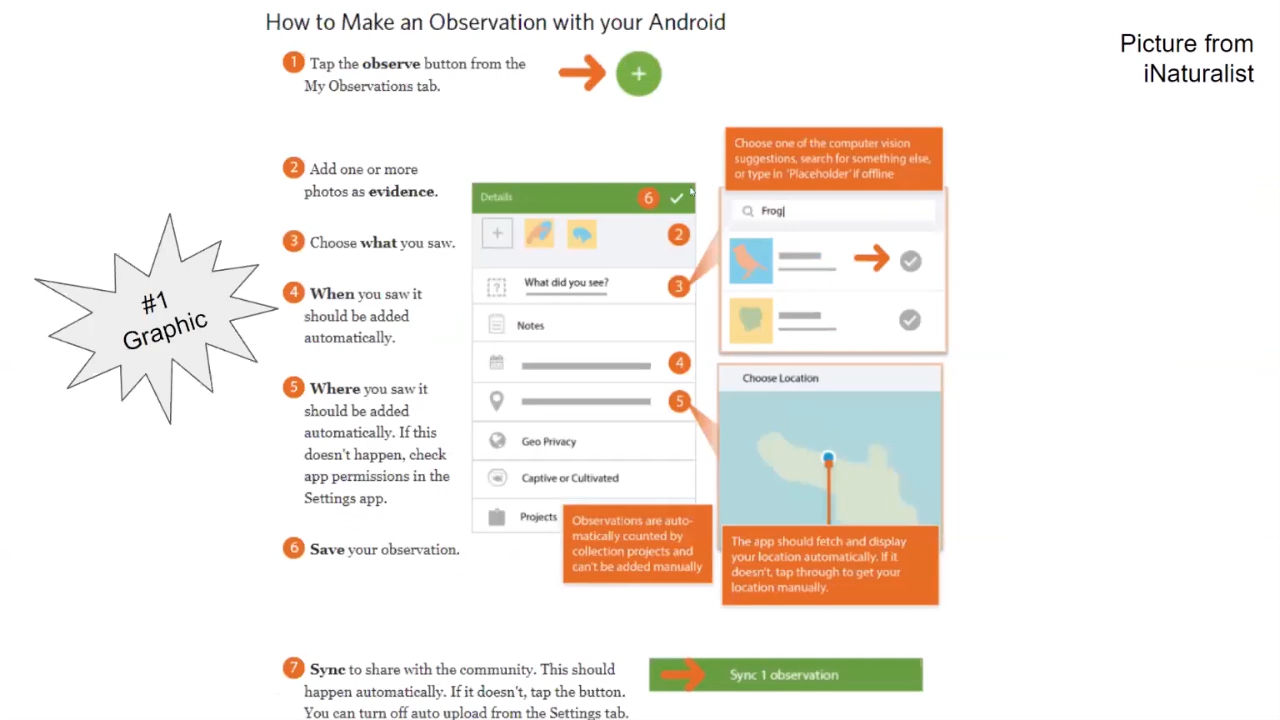 How to Make an Observation with your Android
Picture from
iNaturalist
1 Tap the observe button from the
My Observations tab.
+
2 Add one or more
photos as evidence.
3 Choose what you saw.
4 When you saw it
should be added
automatically.
5 Where you saw it
should be added
automatically. If this
doesn't happen, check
app permissions in the
Settings app.
6 Save your observation.
#1
Graphic
Details 6
+ 2
? What did you see? 3
Notes
4
5
Geo Privacy
Captive or Cultivated
Projects
Observations are auto-
matically counted by
collection projects and
can't be added manually
Choose one of the computer vision
suggestions, search for something else,
or type in 'Placeholder' if offline
Frog
Choose Location
The app should fetch and display
your location automatically. If it
doesn't, tap through to get your
location manually.
7 Sync to share with the community. This should
happen automatically. If it doesn't, tap the button.
You can turn off auto upload from the Settings tab.
Sync 1 observation